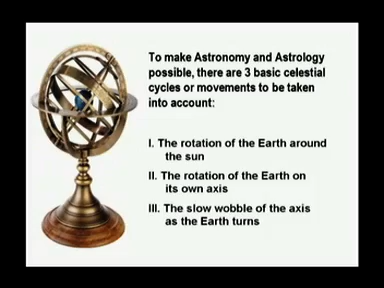 To make Astronomy and Astrology
possible, there are 3 basic celestial
cycles or movements to be taken
into account:
I. The rotation of the Earth around
the sun
II. The rotation of the Earth on
its own axis
III. The slow wobble of the axis
as the Earth turns